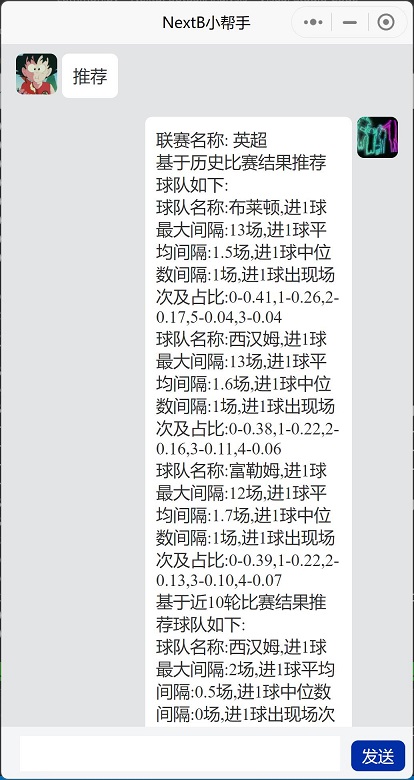 NextB小帮手
推荐
联赛名称: 英超
基于历史比赛结果推荐
球队如下:
球队名称:布莱顿,进1球
最大间隔:13场,进1球平
均间隔:1.5场,进1球中位
数间隔:1场,进1球出现场
次及占比:0-0.41,1-0.26,2-
0.17,5-0.04,3-0.04
球队名称:西汉姆,进1球
最大间隔:13场,进1球平
均间隔:1.6场,进1球中位
数间隔:1场,进1球出现场
次及占比:0-0.38,1-0.22,2-
0.16,3-0.11,4-0.06
球队名称:富勒姆,进1球
最大间隔:12场,进1球平
均间隔:1.7场,进1球中位
数间隔:1场,进1球出现场
次及占比:0-0.39,1-0.22,2-
0.13,3-0.10,4-0.07
基于近10轮比赛结果推
荐球队如下:
球队名称:西汉姆,进1球
最大间隔:2场,进1球平均
间隔:0.5场,进1球中位数
间隔:0场,进1球出现场次
发送